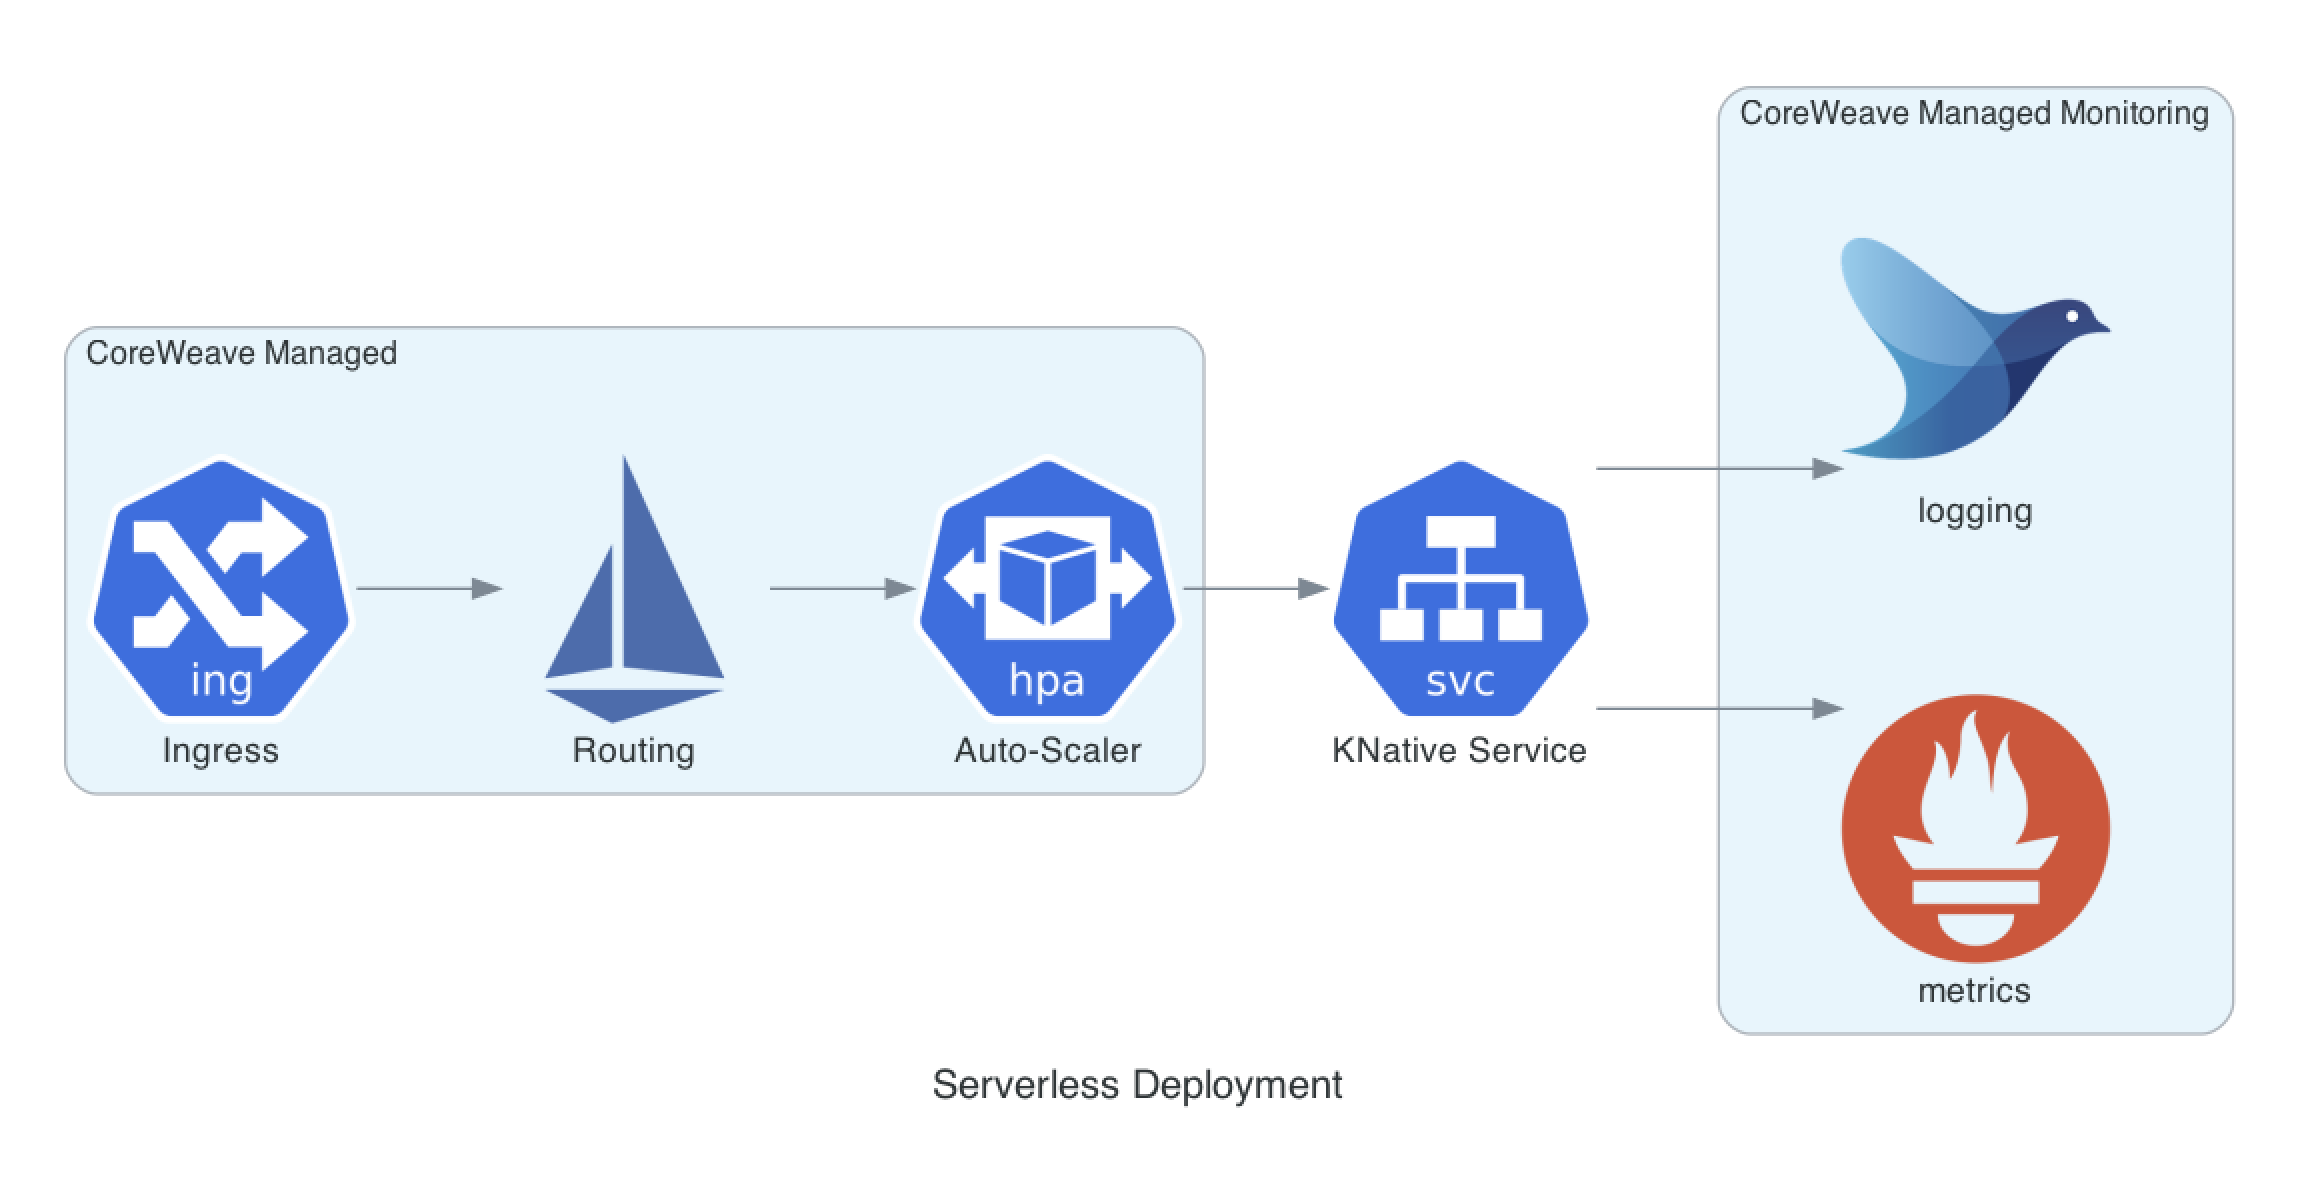 CoreWeave Managed Monitoring
logging
CoreWeave Managed
ing
hpa
svc
Ingress
Routing
Auto-Scaler
KNative Service
metrics
Serverless Deployment